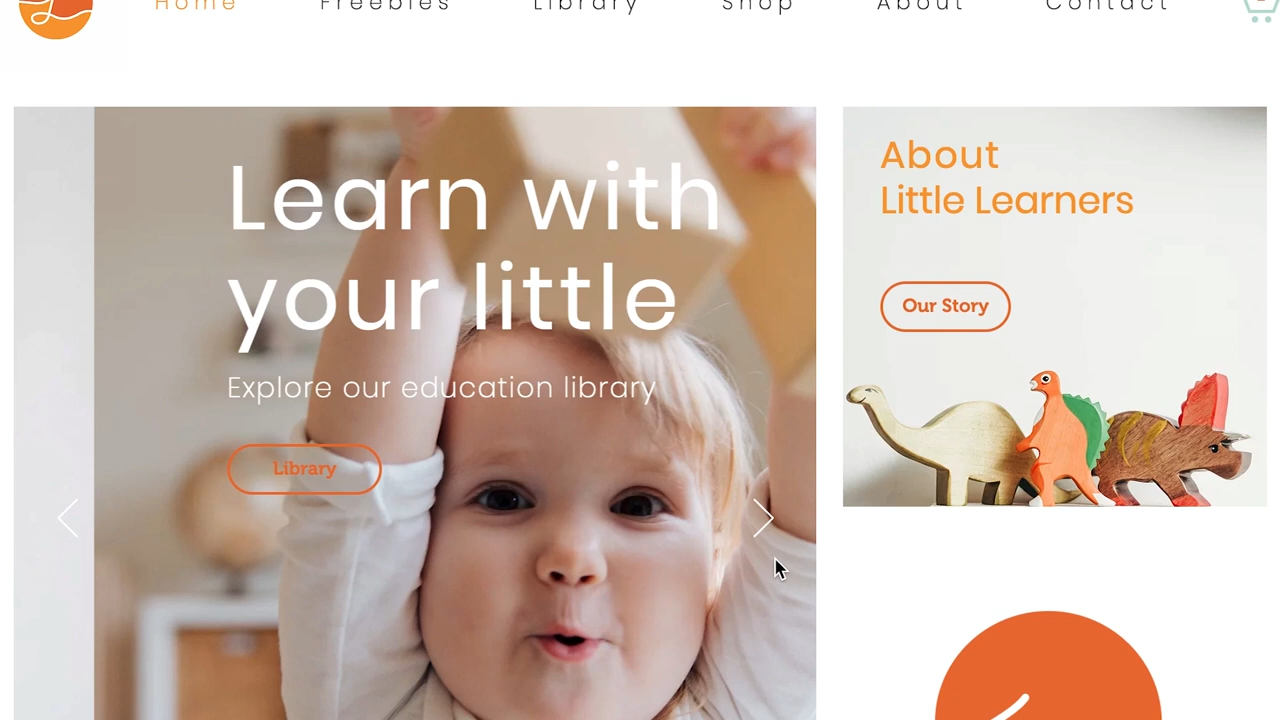 Home Freebies Library Shop About Contact
Learn with
your little
Explore our education library
Library
About
Little Learners
Our Story